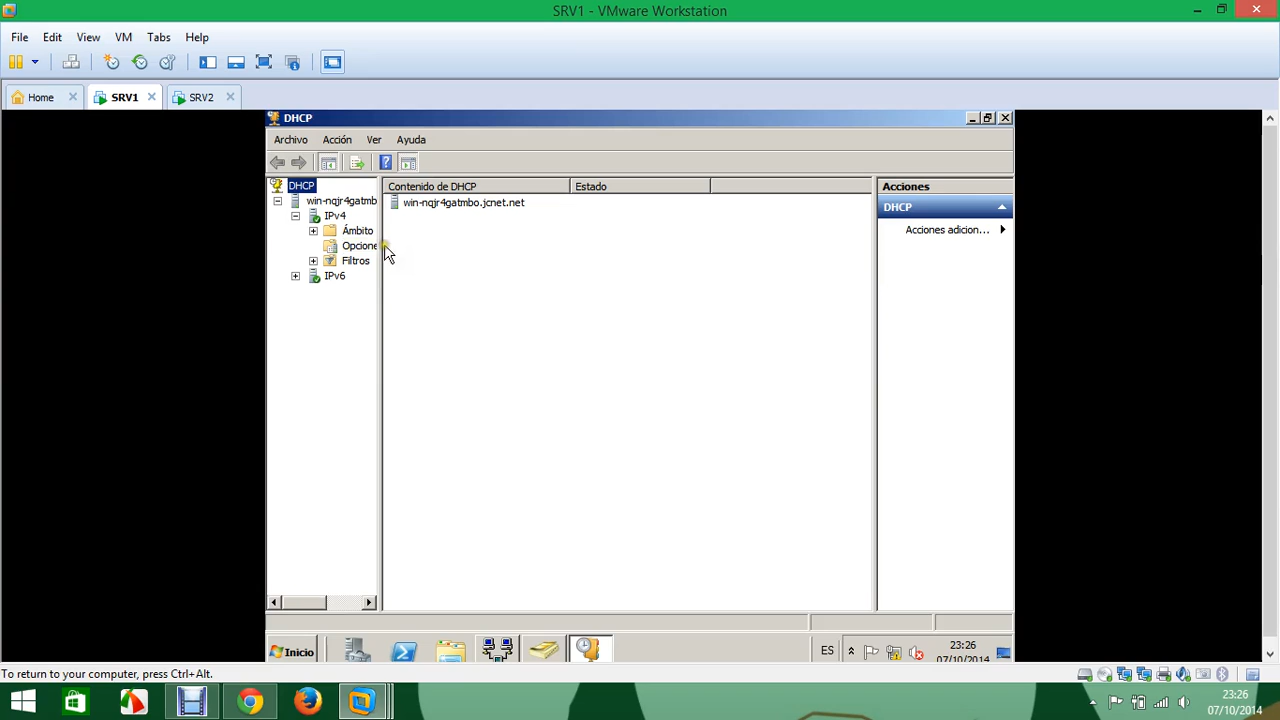 SRV1 - VMware Workstation
File Edit View VM Tabs Help
Home SRV1 SRV2
DHCP
Archivo Acción Ver Ayuda
DHCP
win-nqjr4gatmb
IPv4
Ámbito
Opcione
Filtros
IPv6
Contenido de DHCP Estado
win-nqjr4gatmbo.jcnet.net
Acciones
DHCP
Acciones adicion...
Inicio
ES
23:26
07/10/2014
To return to your computer, press Ctrl+Alt.
23:26
07/10/2014